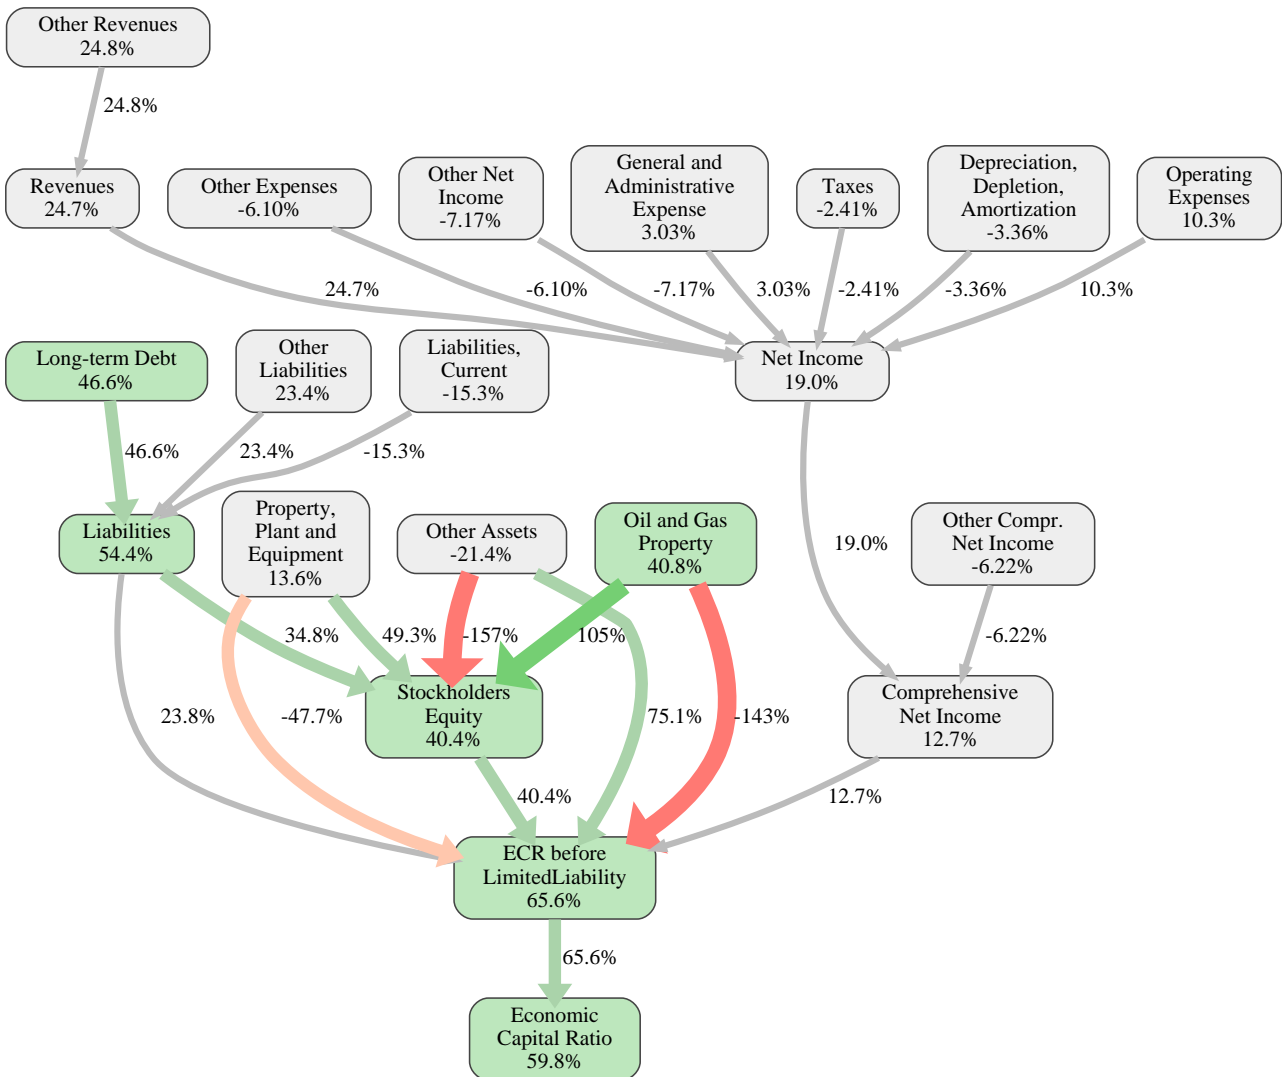 Other Revenues
24.8%
24.8%
Revenues
24.7%
Other Expenses
-6.10%
Other Net
Income
-7.17%
General and
Administrative
Expense
3.03%
Taxes
-2.41%
Depreciation,
Depletion,
Amortization
-3.36%
Operating
Expenses
10.3%
24.7%
-6.10%
-7.17%
3.03%
-2.41%
-3.36%
10.3%
Long-term Debt
46.6%
Other
Liabilities
23.4%
Liabilities,
Current
-15.3%
Net Income
19.0%
46.6%
23.4%
-15.3%
Liabilities
54.4%
Property,
Plant and
Equipment
13.6%
Other Assets
-21.4%
Oil and Gas
Property
40.8%
19.0%
Other Compr.
Net Income
-6.22%
34.8%
49.3%
-157%
105%
-6.22%
23.8%
-47.7%
Stockholders
Equity
40.4%
75.1%
-143%
Comprehensive
Net Income
12.7%
40.4%
12.7%
ECR before
LimitedLiability
65.6%
65.6%
Economic
Capital Ratio
59.8%